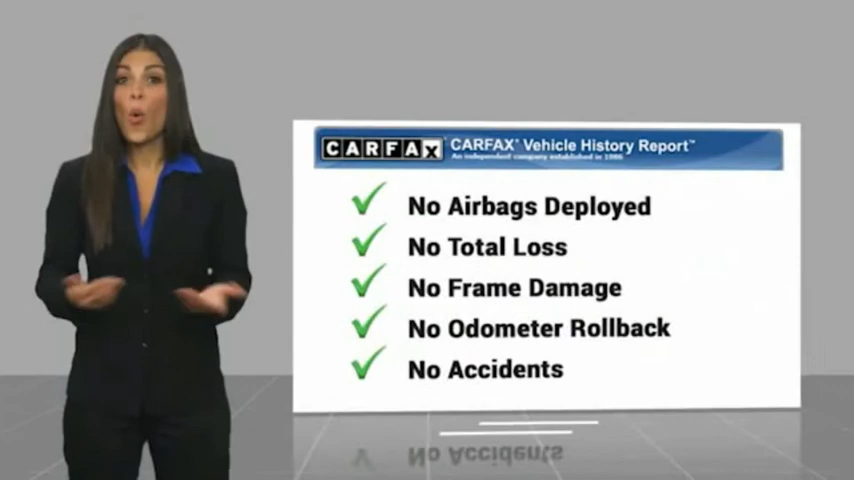 CARFAX CARFAX® Vehicle History Report™
An independent company established in 1986
No Airbags Deployed
No Total Loss
No Frame Damage
No Odometer Rollback
No Accidents
No Accidents